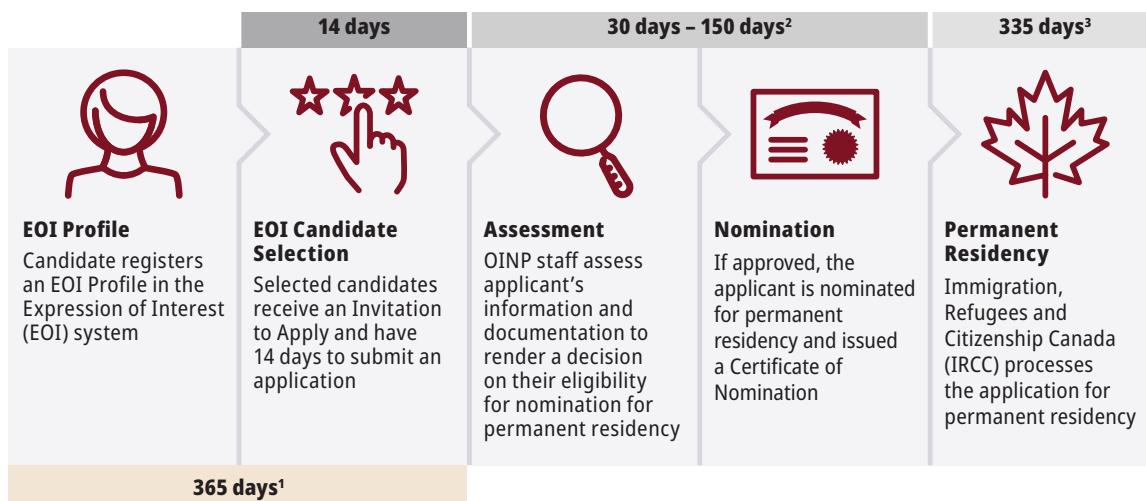 14 days
30 days – 150 days²
335 days³
EOI Profile
Candidate registers
an EOI Profile in the
Expression of Interest
(EOI) system
EOI Candidate
Selection
Selected candidates
receive an Invitation
to Apply and have
14 days to submit an
application
Assessment
OINP staff assess
applicant’s
information and
documentation to
render a decision
on their eligibility
for nomination for
permanent residency
Nomination
If approved, the
applicant is nominated
for permanent
residency and issued
a Certificate of
Nomination
Permanent
Residency
Immigration,
Refugees and
Citizenship Canada
(IRCC) processes
the application for
permanent residency
365 days¹